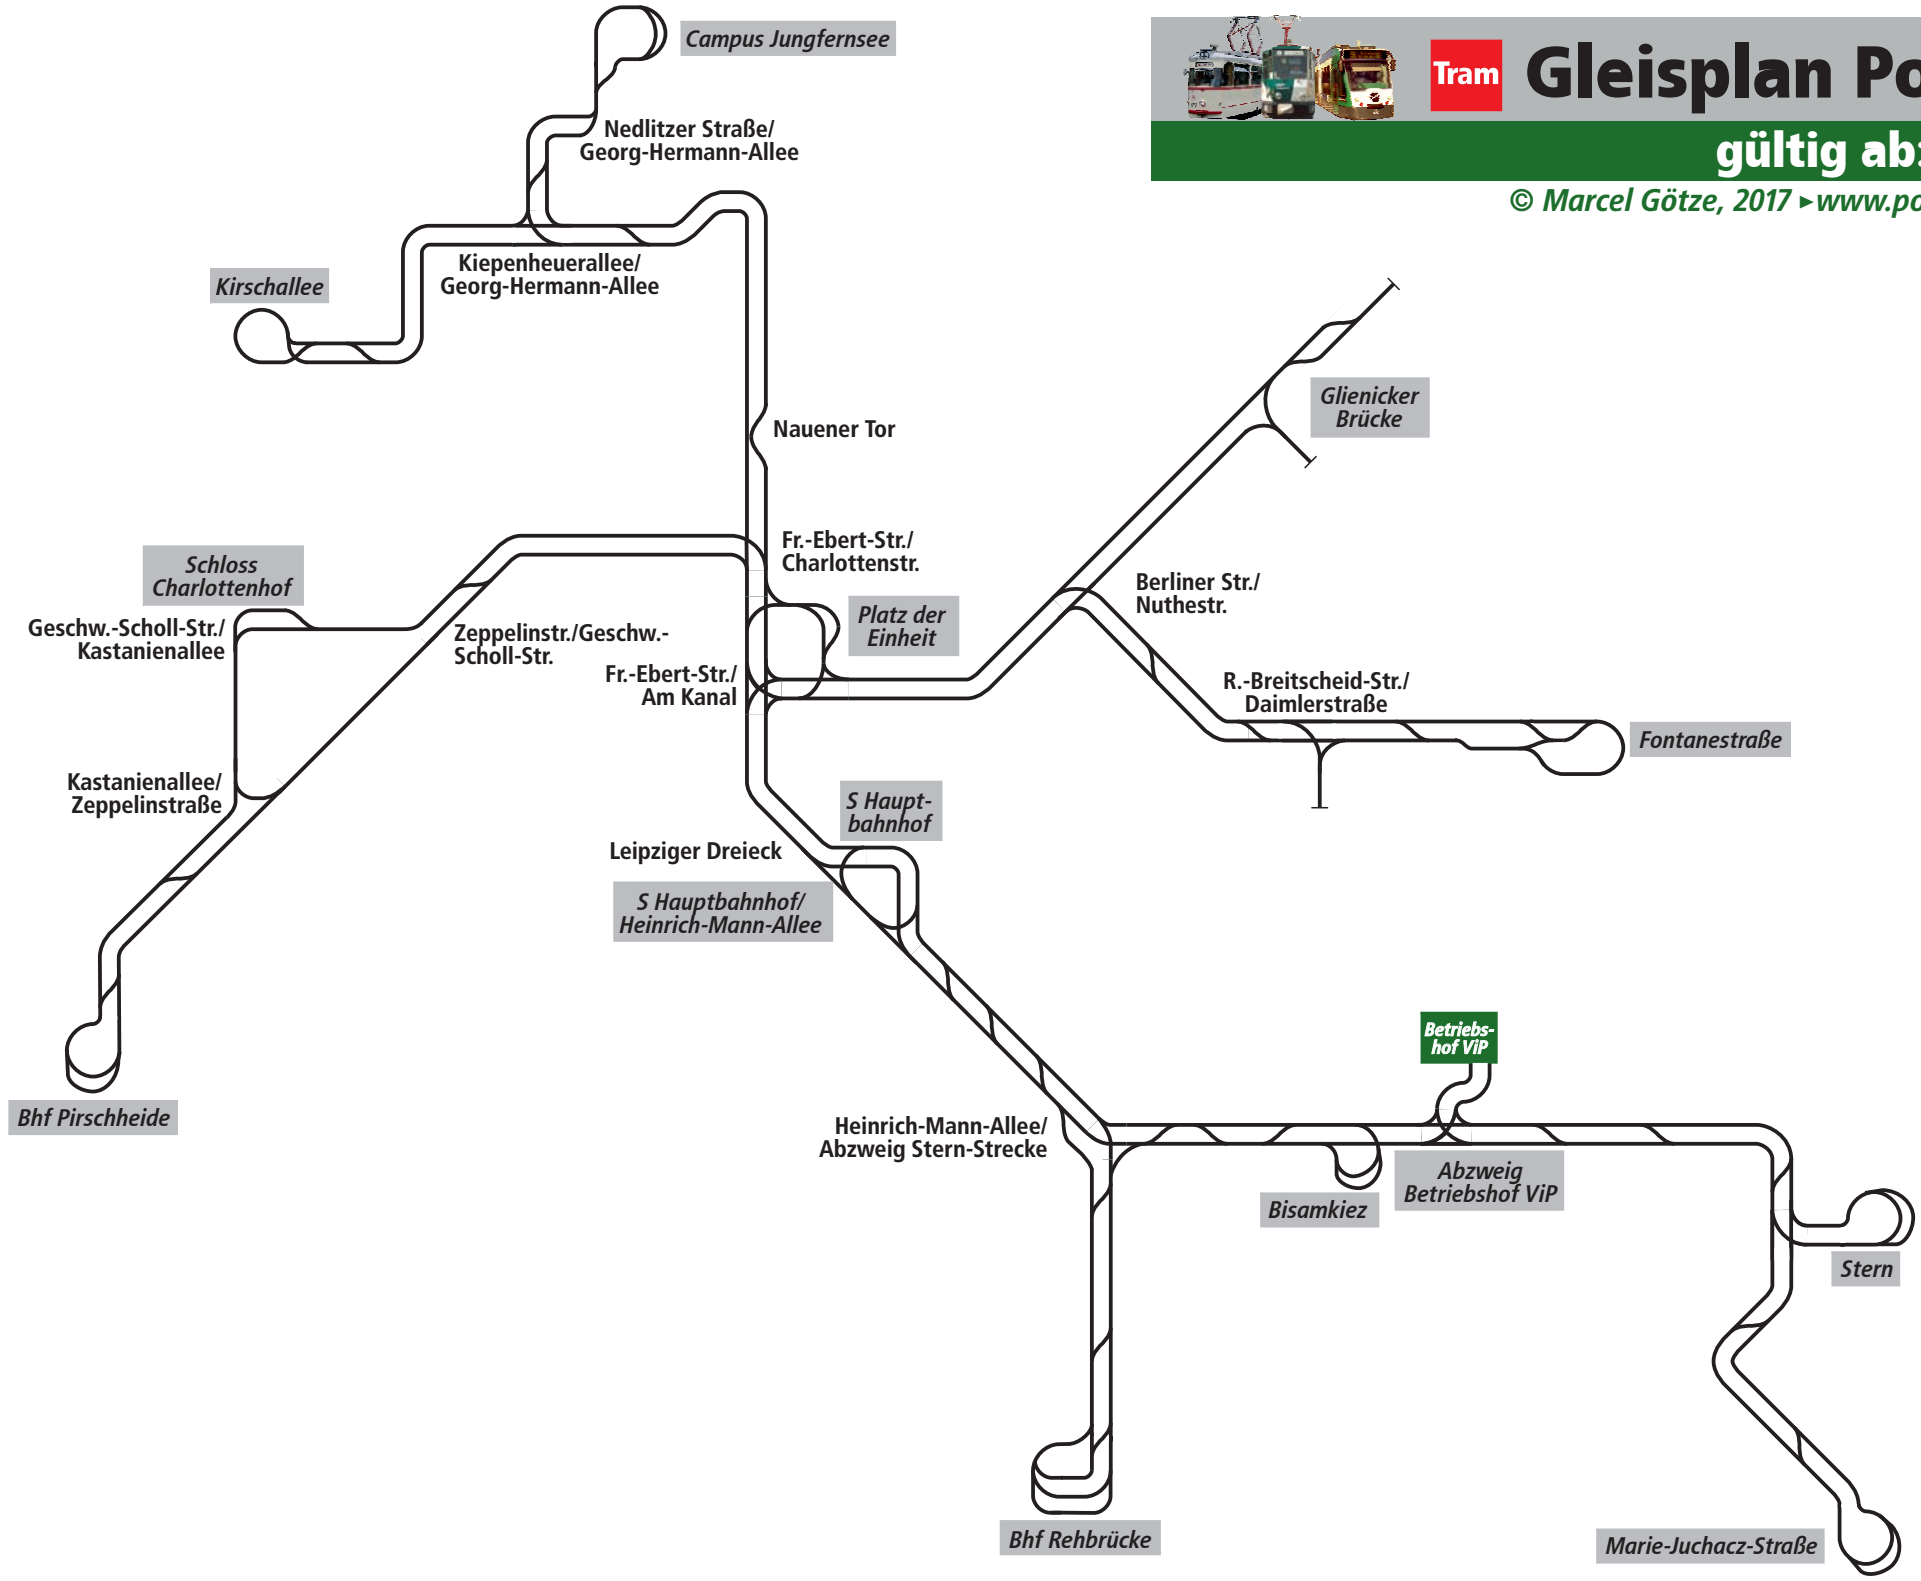 Campus Jungfernsee
Tram
Gleisplan Po
gültig ab:
© Marcel Götze, 2017 ▸www.po
Nedlitzer Straße/
Georg-Hermann-Allee
Kiepenheuerallee/
Georg-Hermann-Allee
Kirschallee
Glienicker
Brücke
Nauener Tor
Fr.-Ebert-Str./
Charlottenstr.
Schloss
Charlottenhof
Berliner Str./
Nuthestr.
Geschw.-Scholl-Str./
Kastanienallee
Zeppelinstr./Geschw.-
Scholl-Str.
Platz der
Einheit
Fr.-Ebert-Str./
Am Kanal
R.-Breitscheid-Str./
Daimlerstraße
Fontanestraße
Kastanienallee/
Zeppelinstraße
S Haupt-
bahnhof
Leipziger Dreieck
S Hauptbahnhof/
Heinrich-Mann-Allee
Betriebs-
hof ViP
Bhf Pirschheide
Heinrich-Mann-Allee/
Abzweig Stern-Strecke
Abzweig
Betriebshof ViP
Bisamkiez
Stern
Bhf Rehbrücke
Marie-Juchacz-Straße